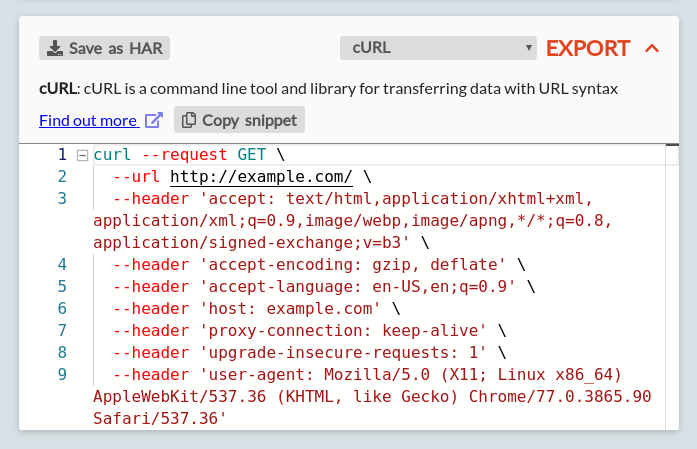 Save as HAR
cURL
EXPORT
cURL: cURL is a command line tool and library for transferring data with URL syntax
Find out more
Copy snippet
1 curl --request GET \
2 --url http://example.com/ \
3 --header 'accept: text/html,application/xhtml+xml,
application/xml;q=0.9,image/webp,image/apng,*/*;q=0.8,
application/signed-exchange;v=b3' \
4 --header 'accept-encoding: gzip, deflate' \
5 --header 'accept-language: en-US,en;q=0.9' \
6 --header 'host: example.com' \
7 --header 'proxy-connection: keep-alive' \
8 --header 'upgrade-insecure-requests: 1' \
9 --header 'user-agent: Mozilla/5.0 (X11; Linux x86_64)
AppleWebKit/537.36 (KHTML, like Gecko) Chrome/77.0.3865.90
Safari/537.36'